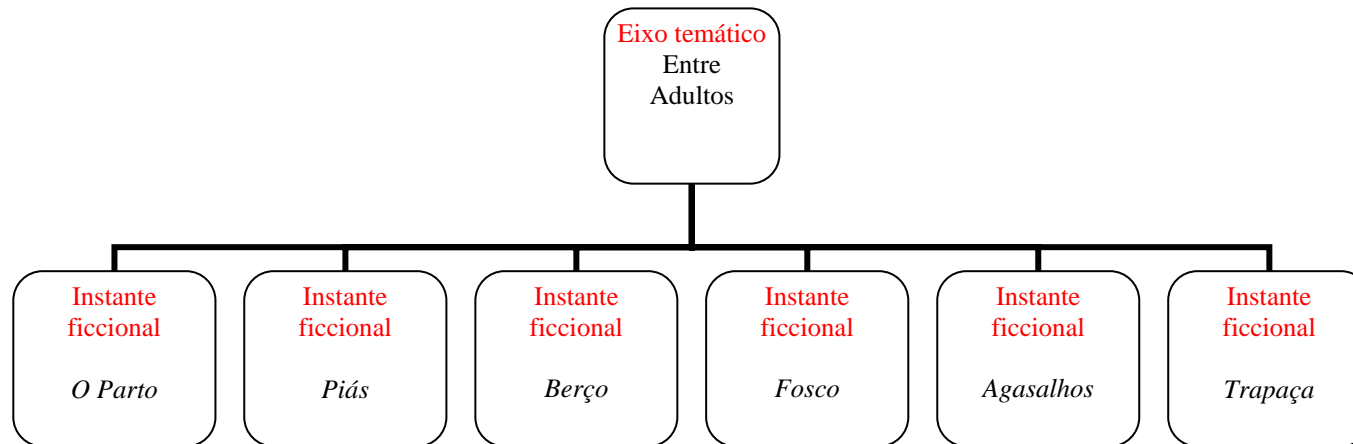 Eixo temático
Entre
Adultos
Instante
ficcional
O Parto
Instante
ficcional
Piás
Instante
ficcional
Berço
Instante
ficcional
Fosco
Instante
ficcional
Agasalhos
Instante
ficcional
Trapaça